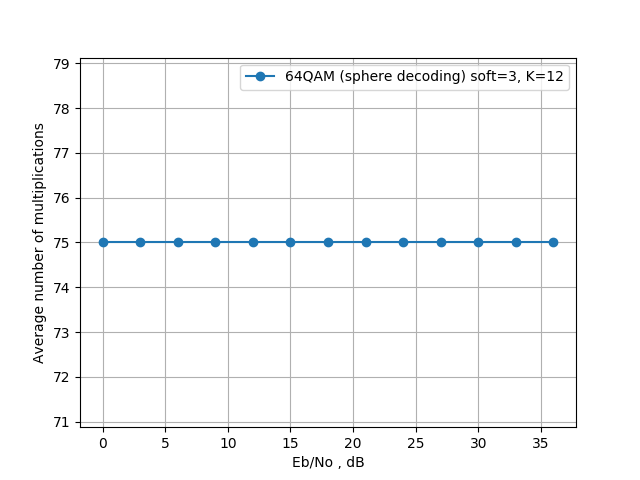 64QAM (sphere decoding) soft=3, K=12
Average number of multiplications
79
78
77
76
75
74
73
72
71
0 5 10 15 20 25 30 35
Eb/No , dB